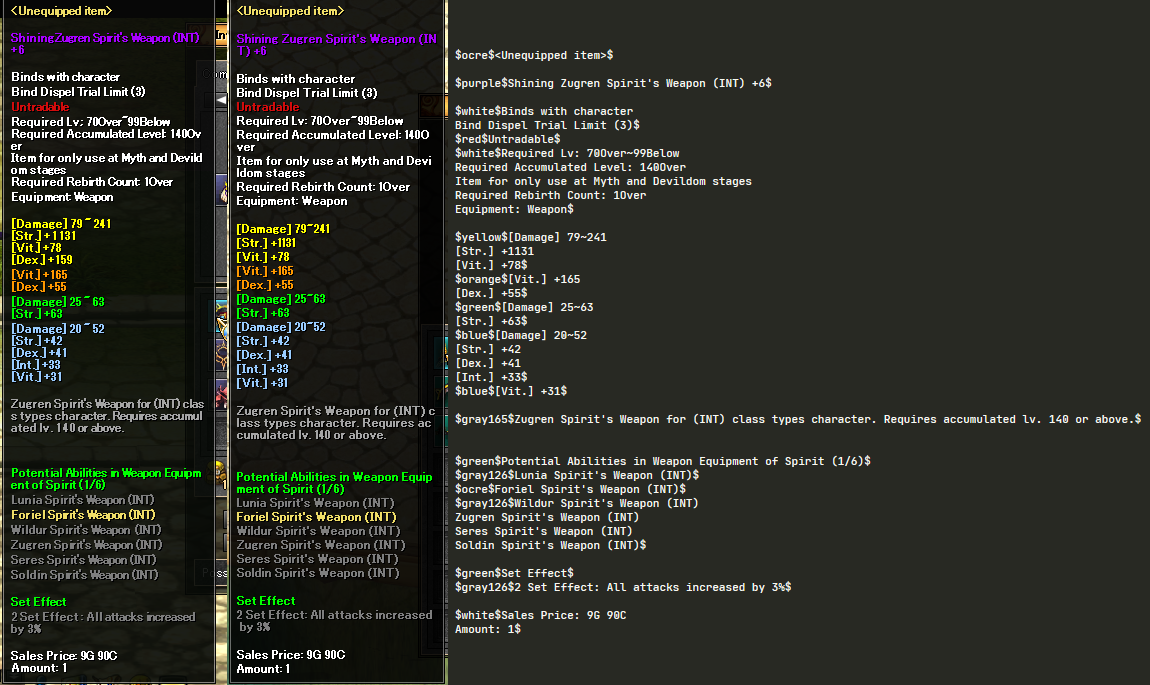 <Unequipped item>
Shining Zugren Spirit's Weapon (INT)
+6
Binds with character
Bind Dispel Trial Limit (3)
Untradable
Required Lv: 70Over~99Below
Required Accumulated Level: 140Ov
er
Item for only use at Myth and Devild
om stages
Required Rebirth Count: 1Over
Equipment: Weapon
[Damage] 79 ~ 241
[Str.] +1131
[Vit.] +78
[Dex.] +159
[Vit.] +165
[Dex.] +55
[Damage] 25 ~ 63
[Str.] +63
[Damage] 20 ~ 52
[Str.] +42
[Dex.] +41
[Int.] +33
[Vit.] +31
Zugren Spirit's Weapon for (INT) clas
s types character. Requires accumul
ated lv. 140 or above.
Potential Abilities in Weapon Equipm
ent of Spirit (1/6)
Lunia Spirit's Weapon (INT)
Foriel Spirit's Weapon (INT)
Wildur Spirit's Weapon (INT)
Zugren Spirit's Weapon (INT)
Seres Spirit's Weapon (INT)
Soldin Spirit's Weapon (INT)
Set Effect
2 Set Effect : All attacks increased
by 3%
Sales Price: 9G 90C
Amount: 1
<Unequipped item>
Shining Zugren Spirit's Weapon (IN
T) +6
Binds with character
Bind Dispel Trial Limit (3)
Untradable
Required Lv: 70Over~99Below
Required Accumulated Level: 140O
ver
Item for only use at Myth and Devi
ldom stages
Required Rebirth Count: 1Over
Equipment: Weapon
[Damage] 79~241
[Str.] +1131
[Vit.] +78
[Vit.] +165
[Dex.] +55
[Damage] 25~63
[Str.] +63
[Damage] 20~52
[Str.] +42
[Dex.] +41
[Int.] +33
[Vit.] +31
Zugren Spirit's Weapon for (INT) c
lass types character. Requires ac
cumulated lv. 140 or above.
Potential Abilities in Weapon Equip
ment of Spirit (1/6)
Lunia Spirit's Weapon (INT)
Foriel Spirit's Weapon (INT)
Wildur Spirit's Weapon (INT)
Zugren Spirit's Weapon (INT)
Seres Spirit's Weapon (INT)
Soldin Spirit's Weapon (INT)
Set Effect
2 Set Effect: All attacks increased
by 3%
Sales Price: 9G 90C
Amount: 1
$ocre$<Unequipped item>$
$purple$Shining Zugren Spirit's Weapon (INT) +6$
$white$Binds with character
Bind Dispel Trial Limit (3)$
$red$Untradable$
$white$Required Lv: 70Over~99Below
Required Accumulated Level: 140Over
Item for only use at Myth and Devildom stages
Required Rebirth Count: 1Over
Equipment: Weapon$
$yellow$[Damage] 79~241
[Str.] +1131
[Vit.] +78$
$orange$[Vit.] +165
[Dex.] +55$
$green$[Damage] 25~63
[Str.] +63$
$blue$[Damage] 20~52
[Str.] +42
[Dex.] +41
[Int.] +33$
$blue$[Vit.] +31$
$gray165$Zugren Spirit's Weapon for (INT) class types character. Requires accumulated lv. 140 or above.$
$green$Potential Abilities in Weapon Equipment of Spirit (1/6)$
$gray126$Lunia Spirit's Weapon (INT)$
$ocre$Foriel Spirit's Weapon (INT)$
$gray126$Wildur Spirit's Weapon (INT)
Zugren Spirit's Weapon (INT)
Seres Spirit's Weapon (INT)
Soldin Spirit's Weapon (INT)$
$green$Set Effect$
$gray126$2 Set Effect: All attacks increased by 3%$
$white$Sales Price: 9G 90C
Amount: 1$